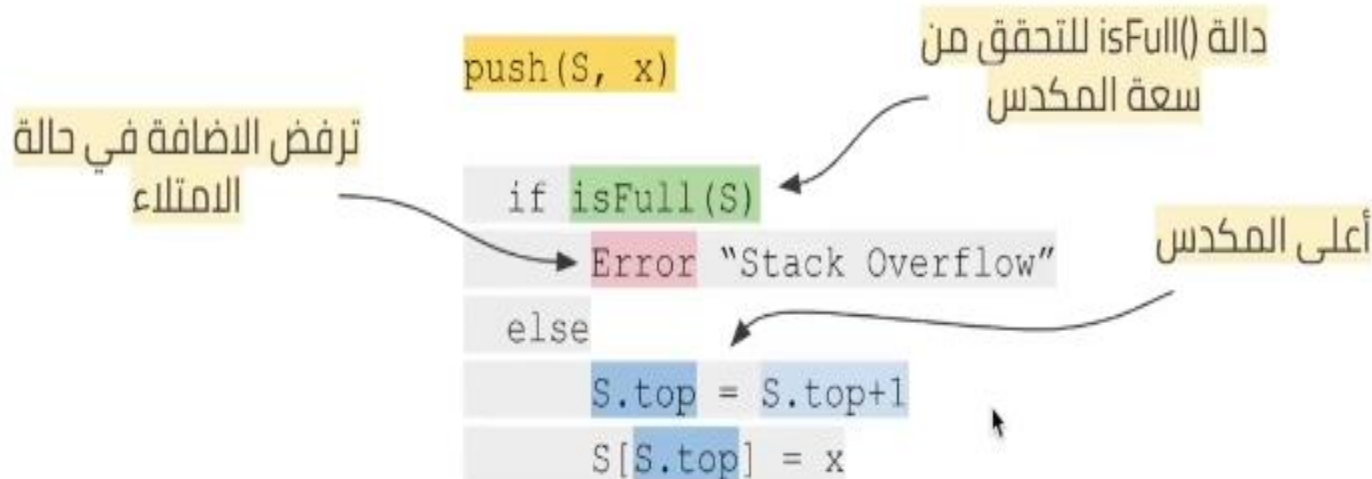 push(S, x)
دالة isFull() للتحقق من
سعة المكدس
ترفض الاضافة في حالة
الامتلاء
if isFull(S)
Error “Stack Overflow”
أعلى المكدس
else
S.top = S.top+1
S[S.top] = x